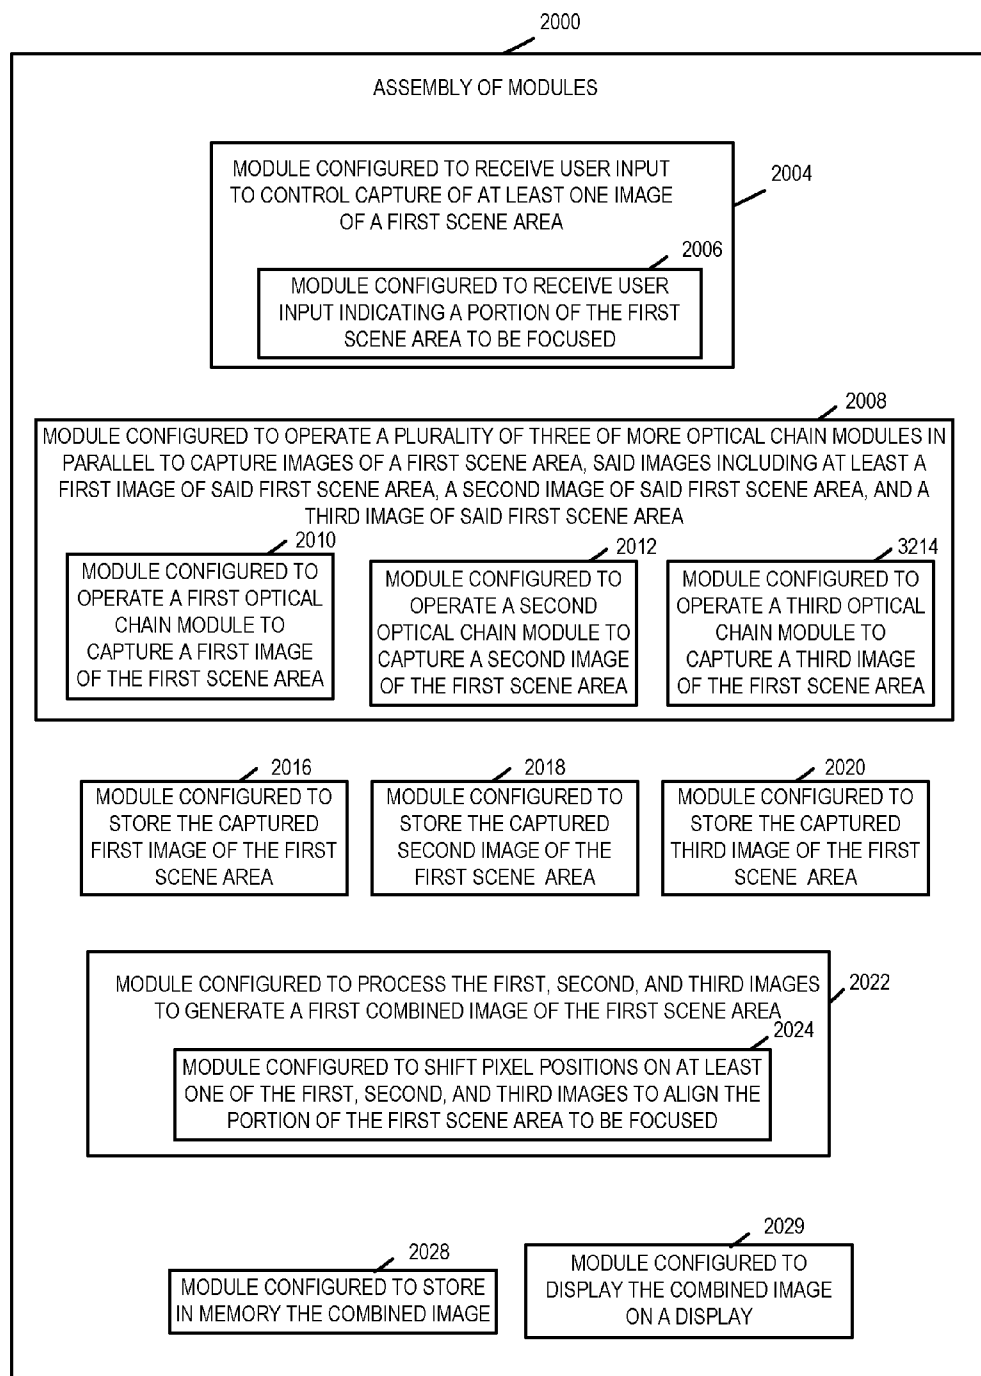 2000
ASSEMBLY OF MODULES
2004
MODULE CONFIGURED TO RECEIVE USER INPUT
TO CONTROL CAPTURE OF AT LEAST ONE IMAGE
OF A FIRST SCENE AREA
2006
MODULE CONFIGURED TO RECEIVE USER
INPUT INDICATING A PORTION OF THE FIRST
SCENE AREA TO BE FOCUSED
2008
MODULE CONFIGURED TO OPERATE A PLURALITY OF THREE OF MORE OPTICAL CHAIN MODULES IN
PARALLEL TO CAPTURE IMAGES OF A FIRST SCENE AREA, SAID IMAGES INCLUDING AT LEAST A
FIRST IMAGE OF SAID FIRST SCENE AREA, A SECOND IMAGE OF SAID FIRST SCENE AREA, AND A
THIRD IMAGE OF SAID FIRST SCENE AREA
2010
MODULE CONFIGURED TO
OPERATE A FIRST OPTICAL
CHAIN MODULE TO
CAPTURE A FIRST IMAGE
OF THE FIRST SCENE AREA
2012
MODULE CONFIGURED TO
OPERATE A SECOND
OPTICAL CHAIN MODULE TO
CAPTURE A SECOND IMAGE
OF THE FIRST SCENE AREA
3214
MODULE CONFIGURED TO
OPERATE A THIRD OPTICAL
CHAIN MODULE TO
CAPTURE A THIRD IMAGE
OF THE FIRST SCENE AREA
2016
MODULE CONFIGURED TO
STORE THE CAPTURED
FIRST IMAGE OF THE FIRST
SCENE AREA
2018
MODULE CONFIGURED TO
STORE THE CAPTURED
SECOND IMAGE OF THE
FIRST SCENE AREA
2020
MODULE CONFIGURED TO
STORE THE CAPTURED
THIRD IMAGE OF THE FIRST
SCENE AREA
2022
MODULE CONFIGURED TO PROCESS THE FIRST, SECOND, AND THIRD IMAGES
TO GENERATE A FIRST COMBINED IMAGE OF THE FIRST SCENE AREA
2024
MODULE CONFIGURED TO SHIFT PIXEL POSITIONS ON AT LEAST
ONE OF THE FIRST, SECOND, AND THIRD IMAGES TO ALIGN THE
PORTION OF THE FIRST SCENE AREA TO BE FOCUSED
2028
MODULE CONFIGURED TO STORE
IN MEMORY THE COMBINED IMAGE
2029
MODULE CONFIGURED TO
DISPLAY THE COMBINED IMAGE
ON A DISPLAY